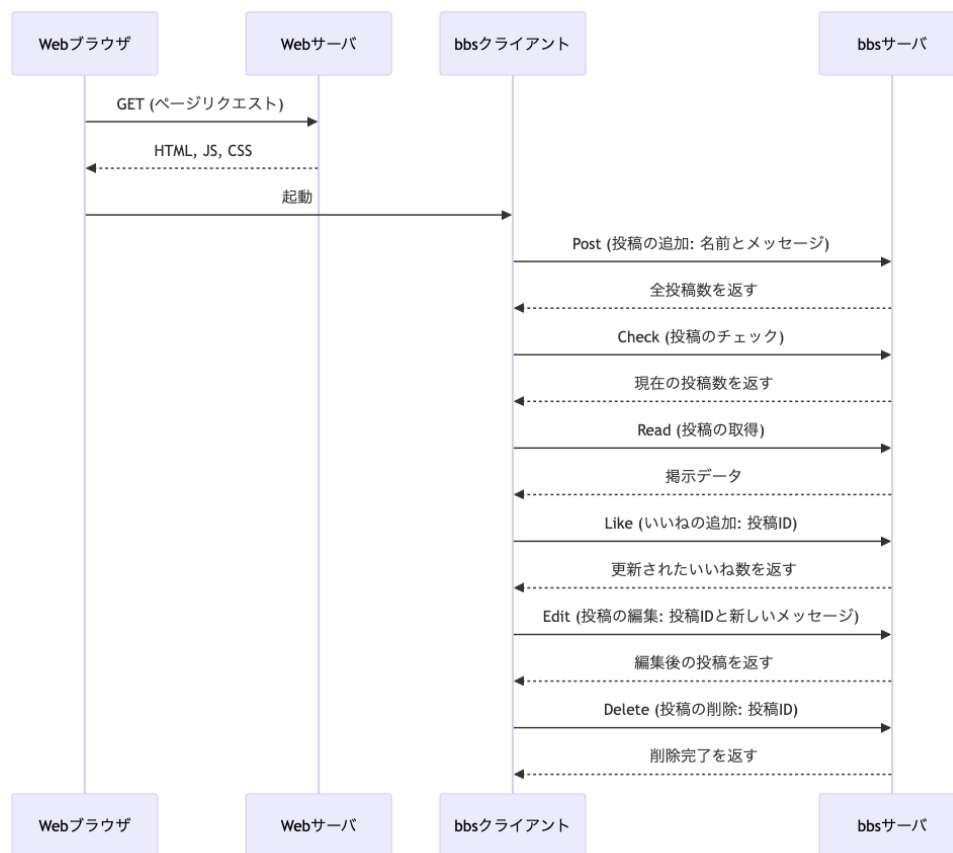 Webブラウザ
Webサーバ
bbsクライアント
bbsサーバ
GET (ページリクエスト)
HTML, JS, CSS
起動
Post (投稿の追加: 名前とメッセージ)
全投稿数を返す
Check (投稿のチェック)
現在の投稿数を返す
Read (投稿の取得)
掲示データ
Like (いいねの追加: 投稿ID)
更新されたいいね数を返す
Edit (投稿の編集: 投稿IDと新しいメッセージ)
編集後の投稿を返す
Delete (投稿の削除: 投稿ID)
削除完了を返す
Webブラウザ
Webサーバ
bbsクライアント
bbsサーバ